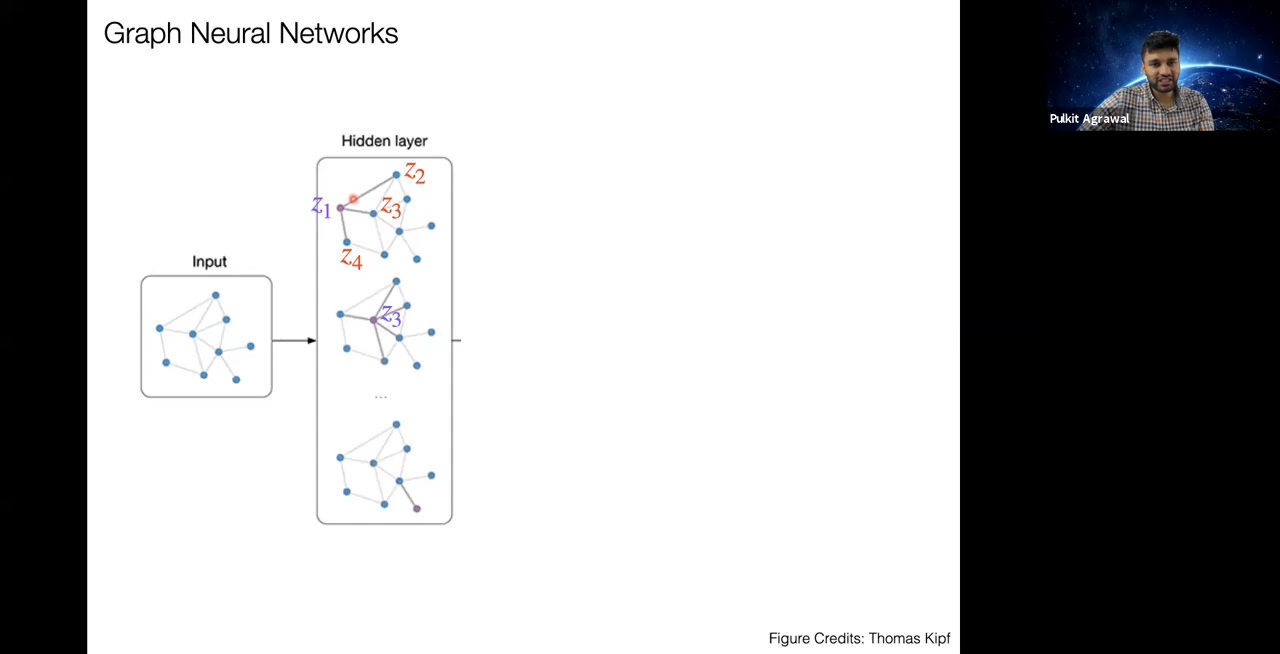 Graph Neural Networks
Pulkit Agrawal
Hidden layer
z2
z1
z3
z4
Input
z3
...
Figure Credits: Thomas Kipf